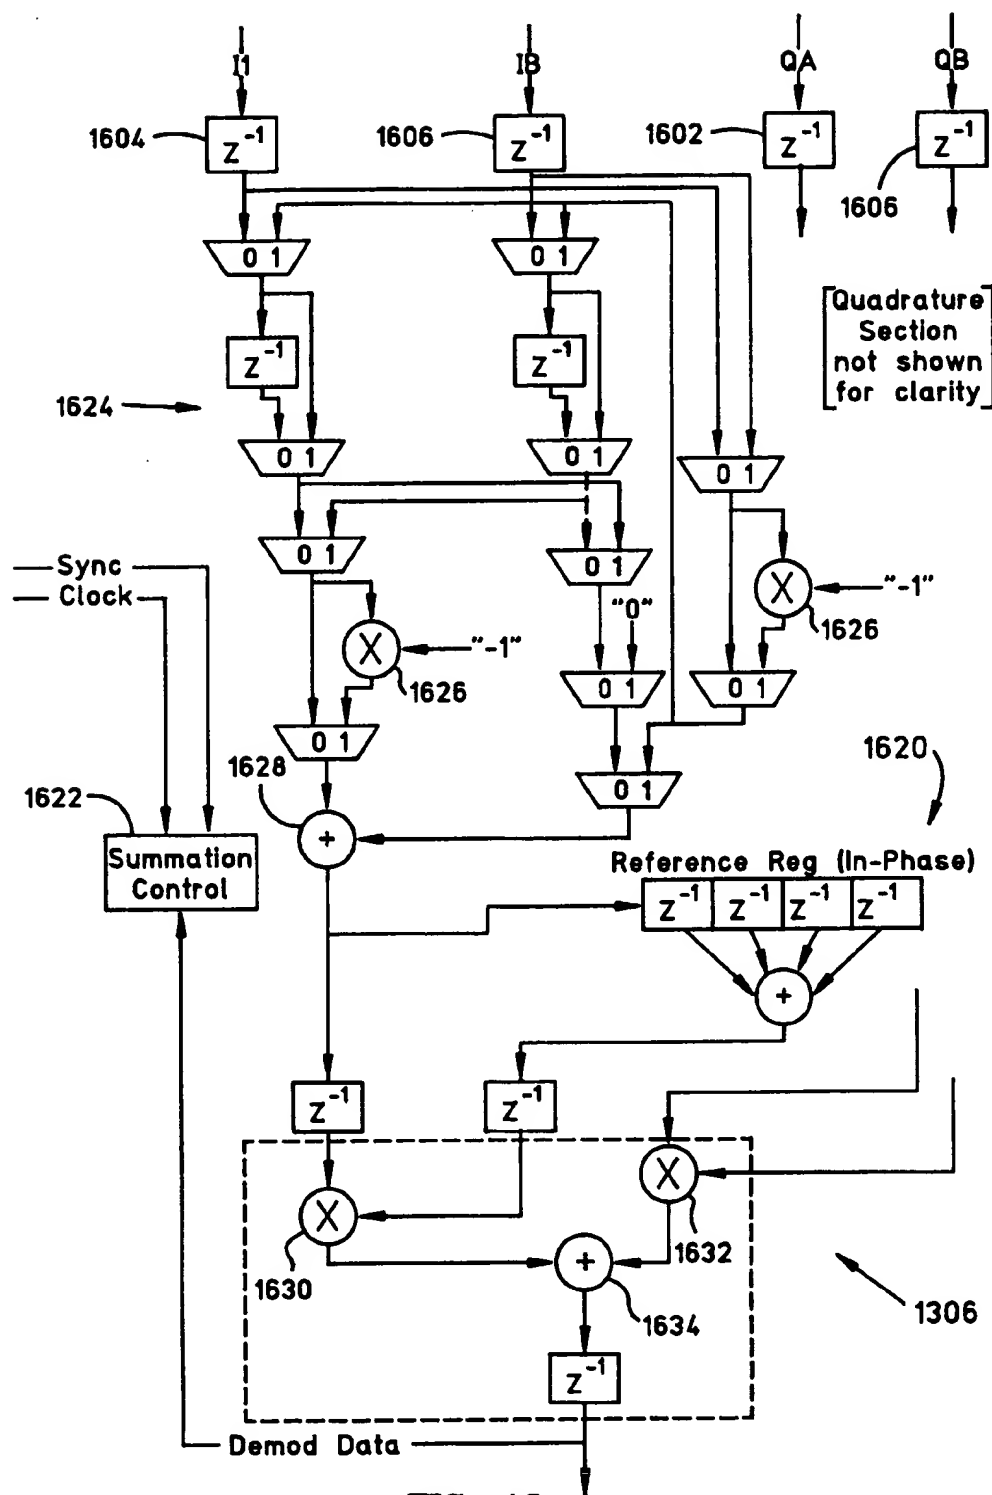 I1 IB QA QB
1604 z⁻¹ 1606 z⁻¹ 1602 z⁻¹ z⁻¹
1606
0 1 0 1
[Quadrature
Section
not shown
for clarity]
z⁻¹ z⁻¹
1624
0 1 0 1 0 1
0 1 0 1
Sync
Clock
X "-1"
1626
"0"
X "-1"
1626
0 1 0 1
0 1 0 1
1628
1620
1622
+
Summation
Control
Reference Reg (In-Phase)
z⁻¹ z⁻¹ z⁻¹ z⁻¹
+
z⁻¹ z⁻¹
X
X
1632
1630
+
1634
1306
z⁻¹
Demod Data